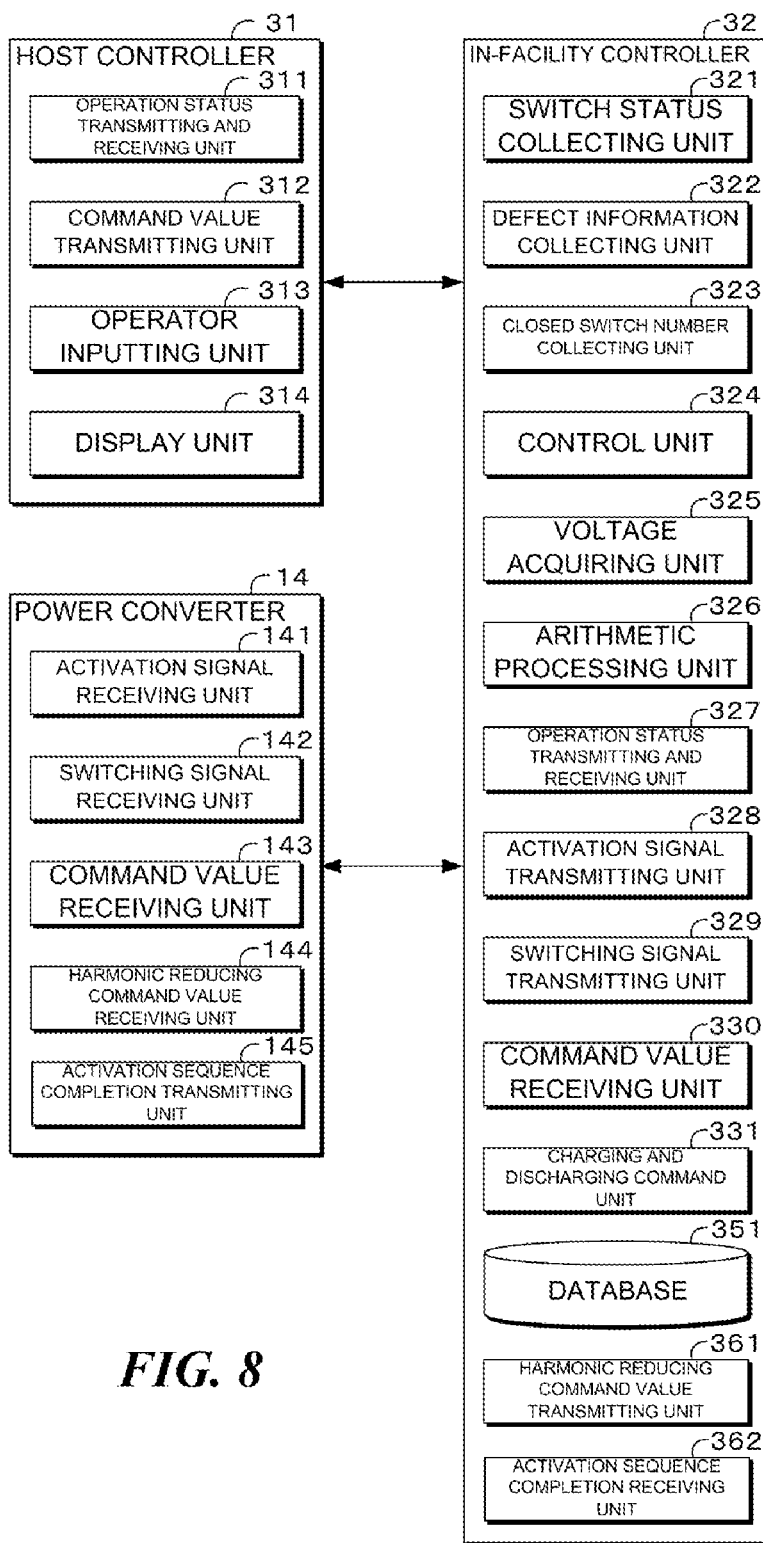 31
HOST CONTROLLER
311
OPERATION STATUS
TRANSMITTING AND
RECEIVING UNIT
312
COMMAND VALUE
TRANSMITTING UNIT
313
OPERATOR
INPUTTING UNIT
314
DISPLAY UNIT
14
POWER CONVERTER
141
ACTIVATION SIGNAL
RECEIVING UNIT
142
SWITCHING SIGNAL
RECEIVING UNIT
143
COMMAND VALUE
RECEIVING UNIT
144
HARMONIC REDUCING
COMMAND VALUE
RECEIVING UNIT
145
ACTIVATION SEQUENCE
COMPLETION TRANSMITTING
UNIT
32
IN-FACILITY CONTROLLER
321
SWITCH STATUS
COLLECTING UNIT
322
DEFECT INFORMATION
COLLECTING UNIT
323
CLOSED SWITCH NUMBER
COLLECTING UNIT
324
CONTROL UNIT
325
VOLTAGE
ACQUIRING UNIT
326
ARITHMETIC
PROCESSING UNIT
327
OPERATION STATUS
TRANSMITTING AND
RECEIVING UNIT
328
ACTIVATION SIGNAL
TRANSMITTING UNIT
329
SWITCHING SIGNAL
TRANSMITTING UNIT
330
COMMAND VALUE
RECEIVING UNIT
331
CHARGING AND
DISCHARGING COMMAND
UNIT
351
DATABASE
361
HARMONIC REDUCING
COMMAND VALUE
TRANSMITTING UNIT
362
ACTIVATION SEQUENCE
COMPLETION RECEIVING
UNIT
FIG. 8